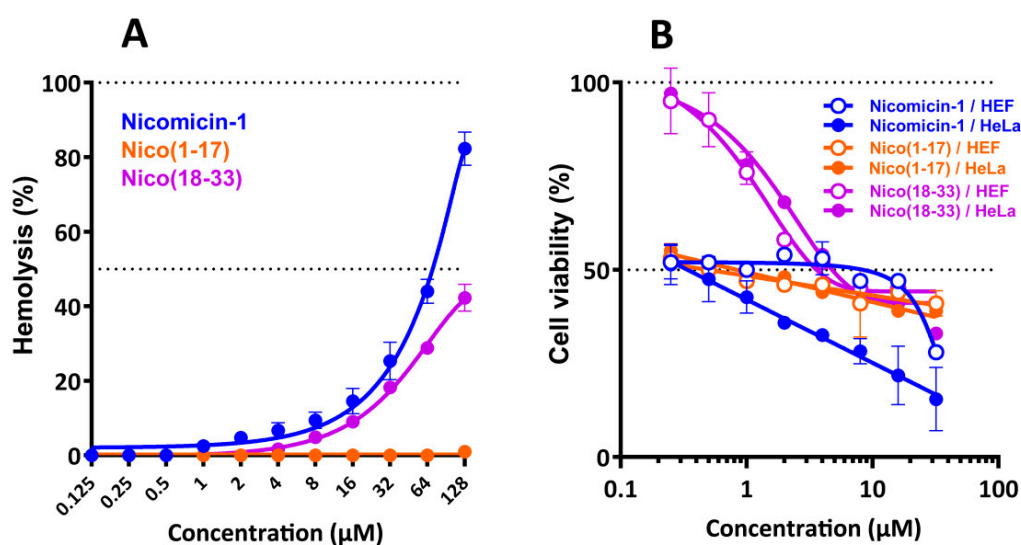 A
Hemolysis (%)
100
80
60
40
20
0
Nicomicin-1
Nico(1-17)
Nico(18-33)
0.125
0.25
0.5
1
2
4
8
16
32
64
128
Concentration (µM)
B
Cell viability (%)
100
50
0
Nicomicin-1 / HEF
Nicomicin-1 / HeLa
Nico(1-17) / HEF
Nico(1-17) / HeLa
Nico(18-33) / HEF
Nico(18-33) / HeLa
0.1
1
10
100
Concentration (µM)